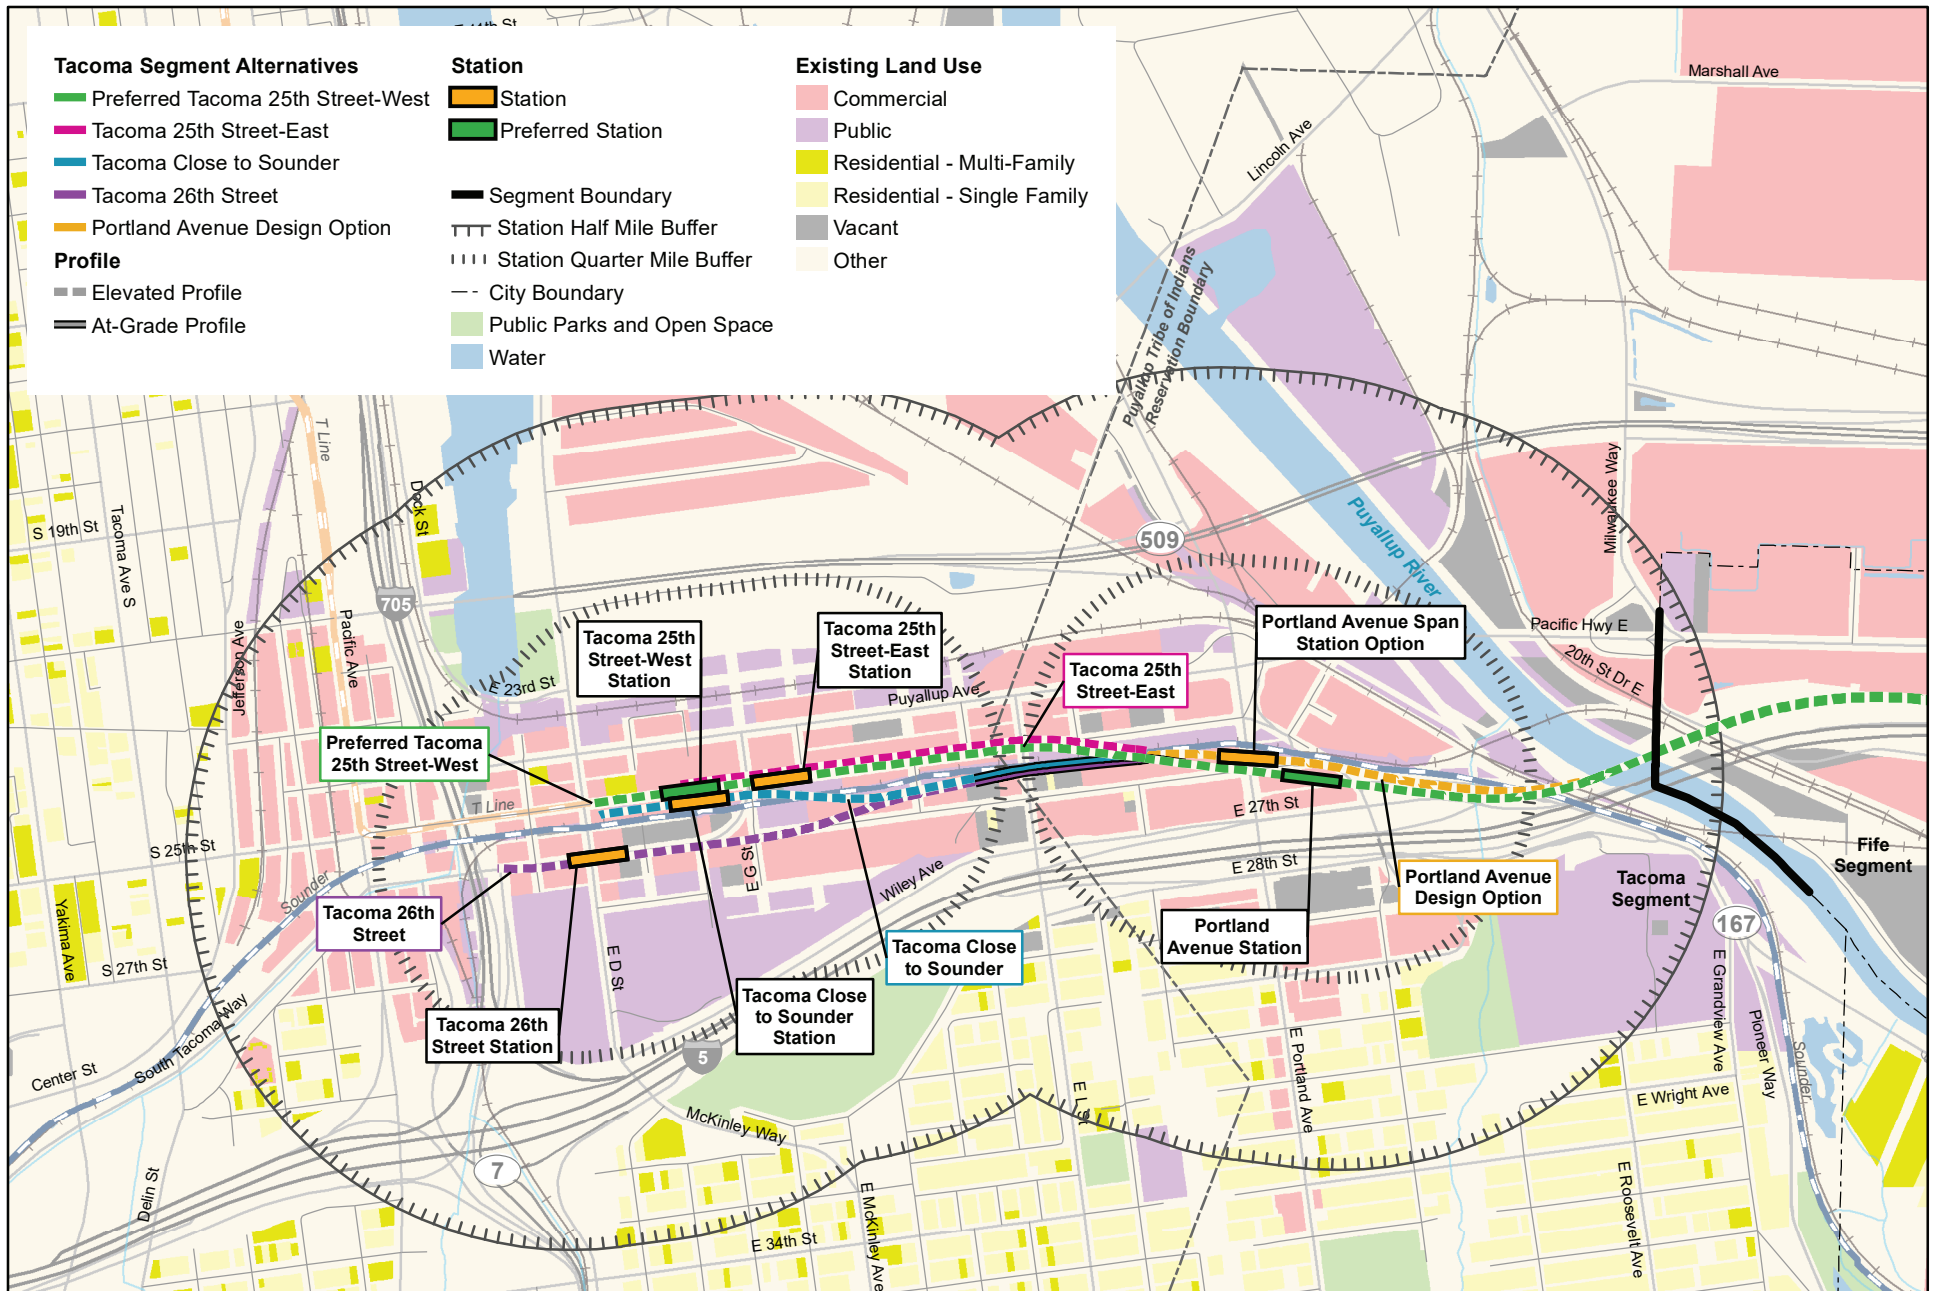 Tacoma Segment Alternatives
Preferred Tacoma 25th Street-West
Tacoma 25th Street-East
Tacoma Close to Sounder
Tacoma 26th Street
Portland Avenue Design Option
Profile
Elevated Profile
At-Grade Profile
Station
Station
Preferred Station
Segment Boundary
Station Half Mile Buffer
Station Quarter Mile Buffer
City Boundary
Public Parks and Open Space
Water
Existing Land Use
Commercial
Public
Residential - Multi-Family
Residential - Single Family
Vacant
Other
Marshall Ave
Lincoln Ave
Puyallup Tribe of Indians
Reservation Boundary
T Line
Dock St
S 19th St
Tacoma Ave S
Milwaukee Way
Puyallup River
509
705
Pacific Ave
Jefferson Ave
Pacific Hwy E
20th St Dr E
E 23rd St
Puyallup Ave
Tacoma 25th
Street-West
Station
Tacoma 25th
Street-East
Station
Tacoma 25th
Street-East
Portland Avenue Span
Station Option
Preferred Tacoma
25th Street-West
T Line
S 25th St
Sounder
E G St
Wiley Ave
E 27th St
E 28th St
Fife
Segment
Tacoma
Segment
Portland Avenue
Design Option
Portland
Avenue Station
Tacoma 26th
Street
Yakima Ave
S 27th St
E D St
Tacoma Close
to Sounder
167
Tacoma Close
to Sounder
Station
Tacoma 26th
Street Station
5
South Tacoma Way
Center St
E Grandview Ave
Pioneer Way
Sounder
E Portland Ave
E L St
E Wright Ave
McKinley Way
7
Delin St
E McKinley Ave
E 34th St
E Roosevelt Ave